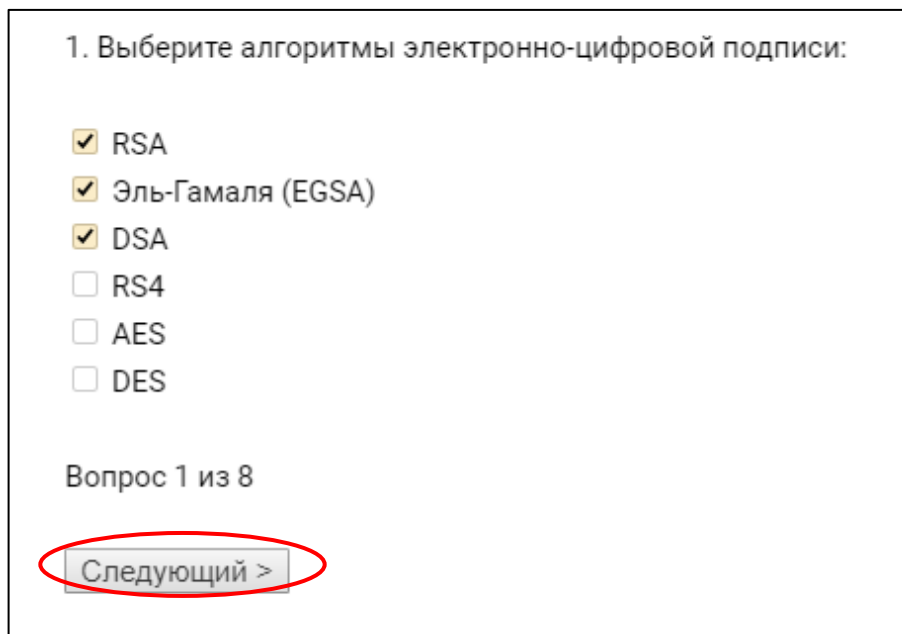 1. Выберите алгоритмы электронно-цифровой подписи:
RSA
Эль-Гамаля (EGSA)
DSA
RS4
AES
DES
Вопрос 1 из 8
Следующий >